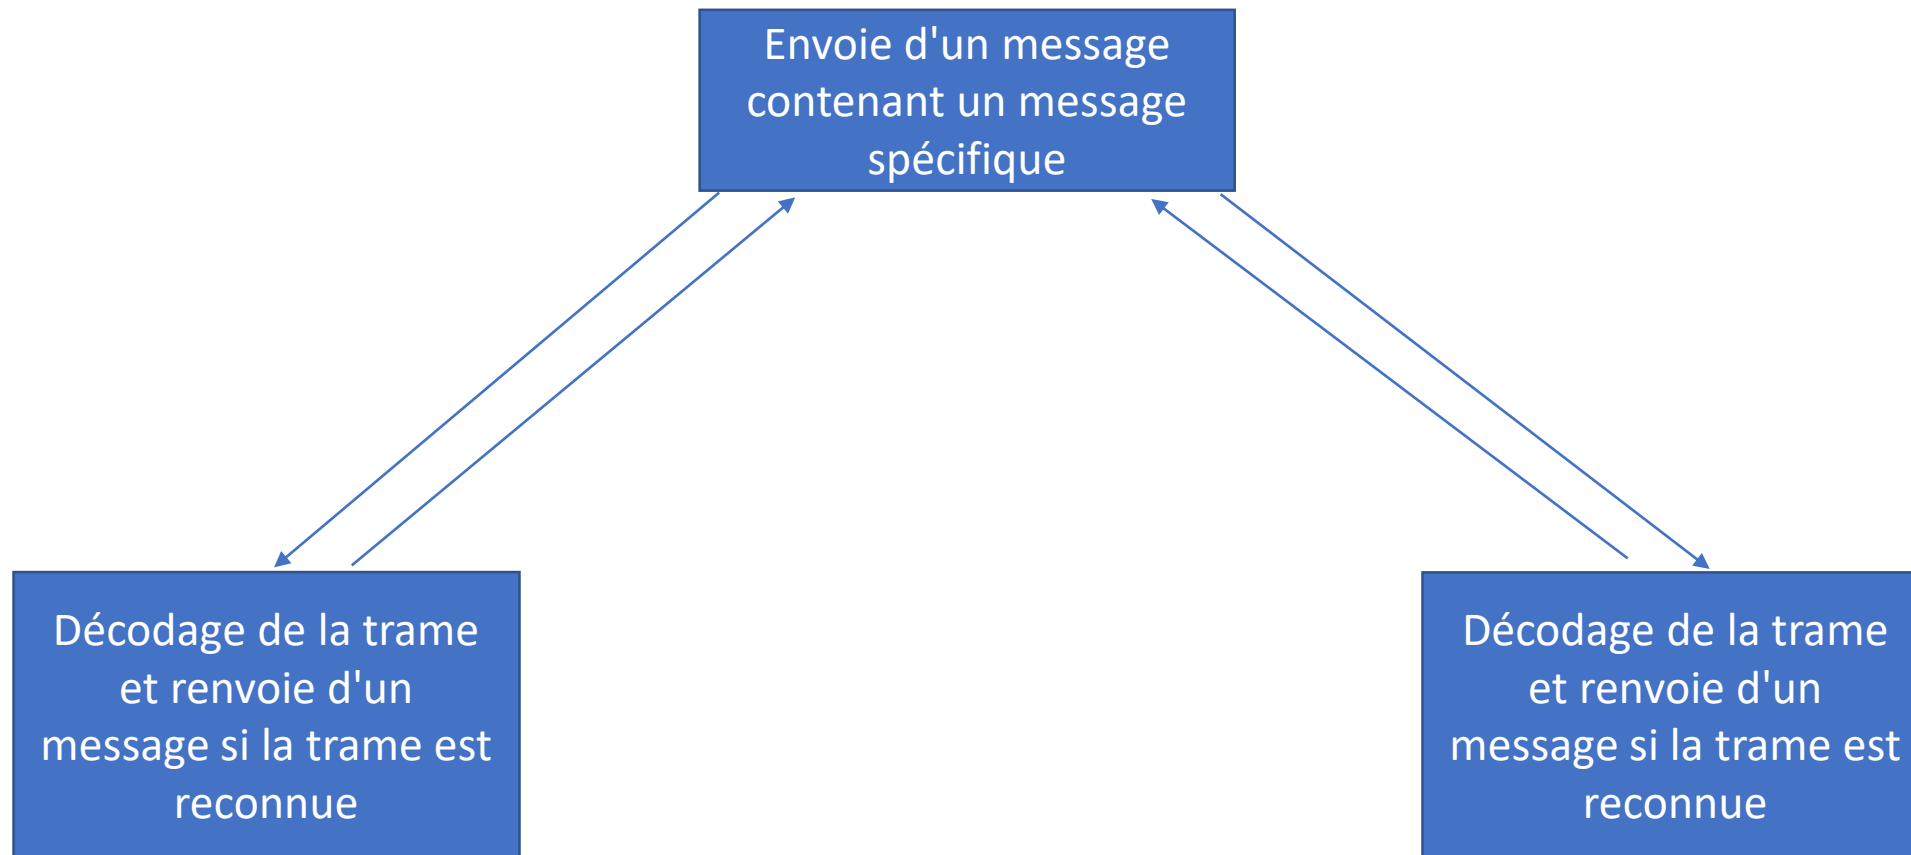 Envoie d'un message
contenant un message
spécifique
Décodage de la trame
et renvoie d'un
message si la trame est
reconnue
Décodage de la trame
et renvoie d'un
message si la trame est
reconnue